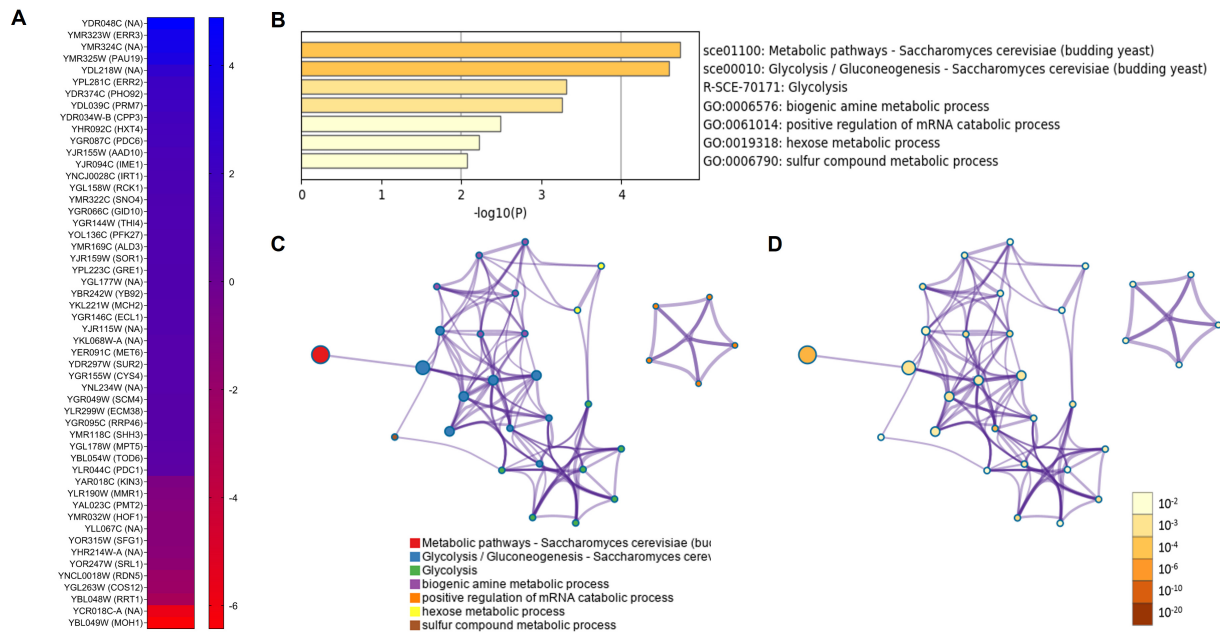 A
YDR048C (NA)
YMR323W (ERR3)
YMR324C (NA)
YMR325W (PAU19)
YDL218W (NA)
YPL281C (ERR2)
YDR374C (PHO92)
YDL039C (PRM7)
YDR034W-B (CPP3)
YHR092C (HXT4)
YGR087C (PDC6)
YJR155W (AAD10)
YJR094C (IME1)
YNCJ0028C (IRT1)
YGL158W (RCK1)
YMR322C (SNO4)
YGR066C (GID10)
YGR144W (THI4)
YOL136C (PFK27)
YMR169C (ALD3)
YJR159W (SOR1)
YPL223C (GRE1)
YGL177W (NA)
YBR242W (YB92)
YKL221W (MCH2)
YGR146C (ECL1)
YJR115W (NA)
YKL068W-A (NA)
YER091C (MET6)
YDR297W (SUR2)
YGR155W (CYS4)
YNL234W (NA)
YGR049W (SCM4)
YLR299W (ECM38)
YGR095C (RRP46)
YMR118C (SHH3)
YGL178W (MPT5)
YBL054W (TOD6)
YLR044C (PDC1)
YAR018C (KIN3)
YLR190W (MMR1)
YAL023C (PMT2)
YMR032W (HOF1)
YLL067C (NA)
YOR315W (SFG1)
YHR214W-A (NA)
YOR247W (SRL1)
YNCL0018W (RDN5)
YGL263W (COS12)
YBL048W (RRT1)
YCR018C-A (NA)
YBL049W (MOH1)
4
2
0
-2
-4
-6
B
sce01100: Metabolic pathways - Saccharomyces cerevisiae (budding yeast)
sce00010: Glycolysis / Gluconeogenesis - Saccharomyces cerevisiae (budding yeast)
R-SCE-70171: Glycolysis
GO:0006576: biogenic amine metabolic process
GO:0061014: positive regulation of mRNA catabolic process
GO:0019318: hexose metabolic process
GO:0006790: sulfur compound metabolic process
0 2 3 4
-log10(P)
C
Metabolic pathways - Saccharomyces cerevisiae (bu
Glycolysis / Gluconeogenesis - Saccharomyces cere
Glycolysis
biogenic amine metabolic process
positive regulation of mRNA catabolic process
hexose metabolic process
sulfur compound metabolic process
D
10-2
10-3
10-4
10-6
10-10
10-20